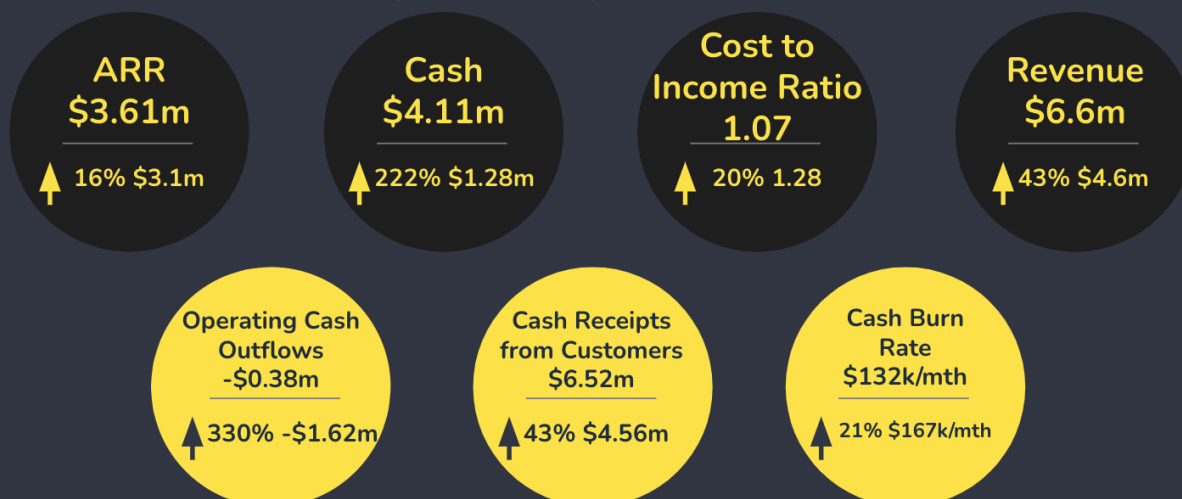 ARR
$3.61m
16% $3.1m
Cash
$4.11m
222% $1.28m
Cost to
Income Ratio
1.07
20% 1.28
Revenue
$6.6m
43% $4.6m
Operating Cash
Outflows
-$0.38m
330% -$1.62m
Cash Receipts
from Customers
$6.52m
43% $4.56m
Cash Burn
Rate
$132k/mth
21% $167k/mth